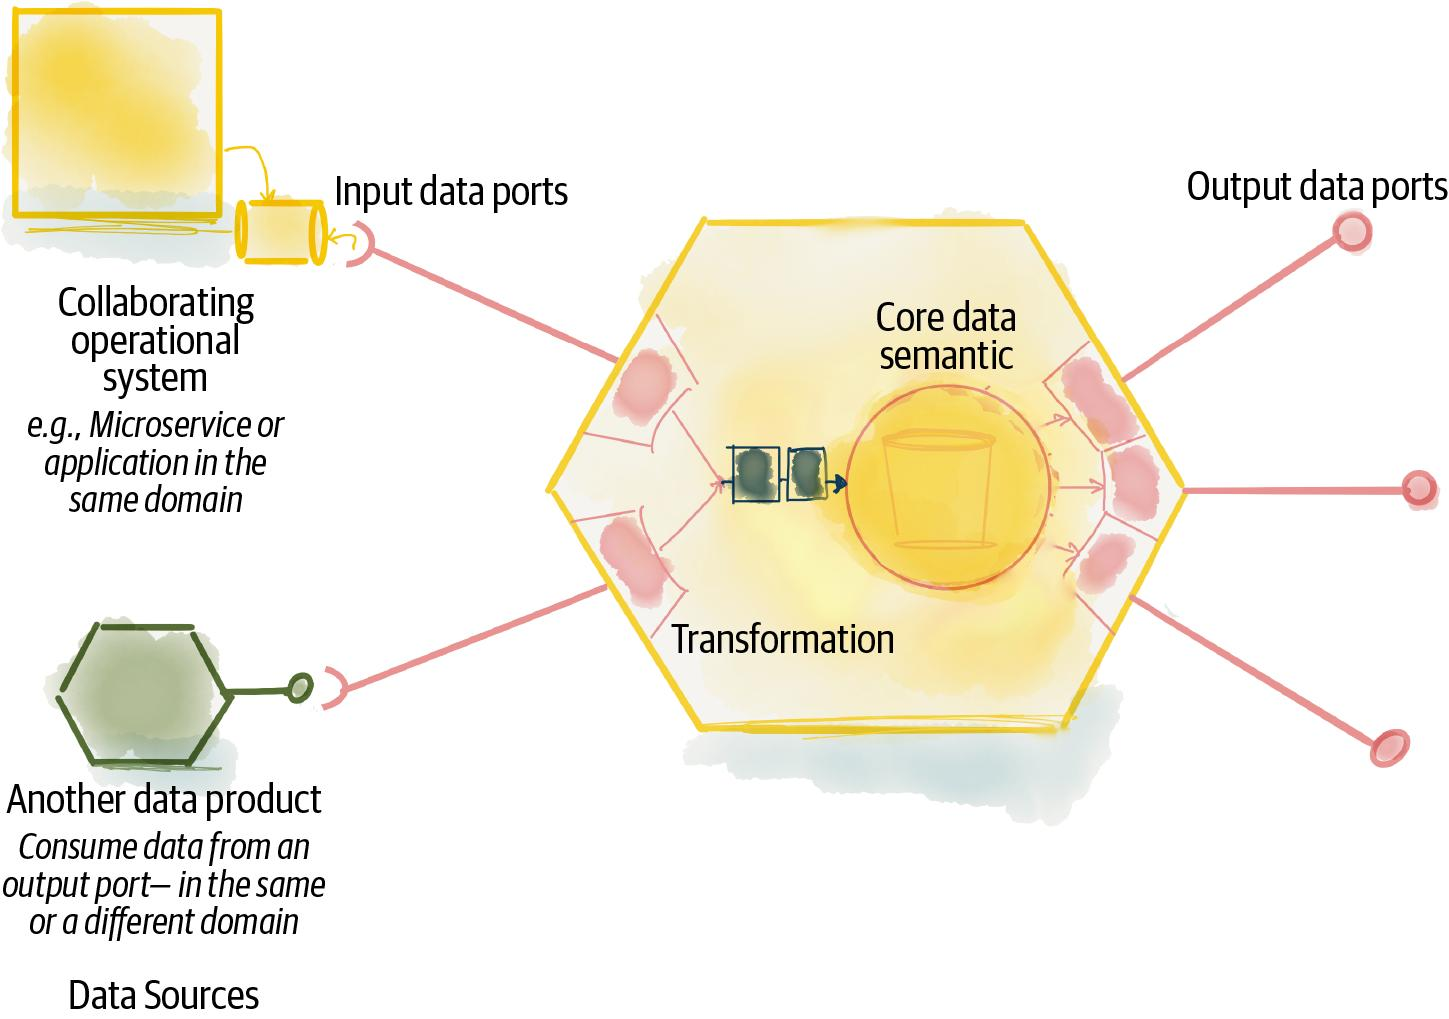 Input data ports
Output data ports
Collaborating
operational
system
e.g., Microservice or
application in the
same domain
Core data
semantic
Transformation
Another data product
Consume data from an
output port— in the same
or a different domain
Data Sources